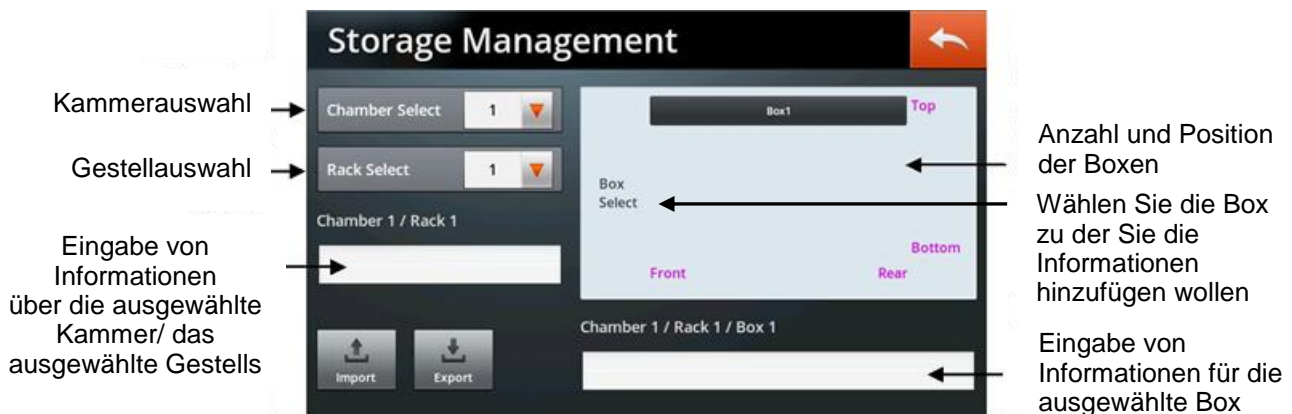 Storage Management
Kammerauswahl
Chamber Select 1
Gestellauswahl
Rack Select 1
Chamber 1 / Rack 1
Eingabe von
Informationen
über die ausgewählte
Kammer/ das
ausgewählte Gestells
Import
Export
Box1
Top
Box
Select
Bottom
Front
Rear
Chamber 1 / Rack 1 / Box 1
Anzahl und Position
der Boxen
Wählen Sie die Box
zu der Sie die
Informationen
hinzufügen wollen
Eingabe von
Informationen für die
ausgewählte Box